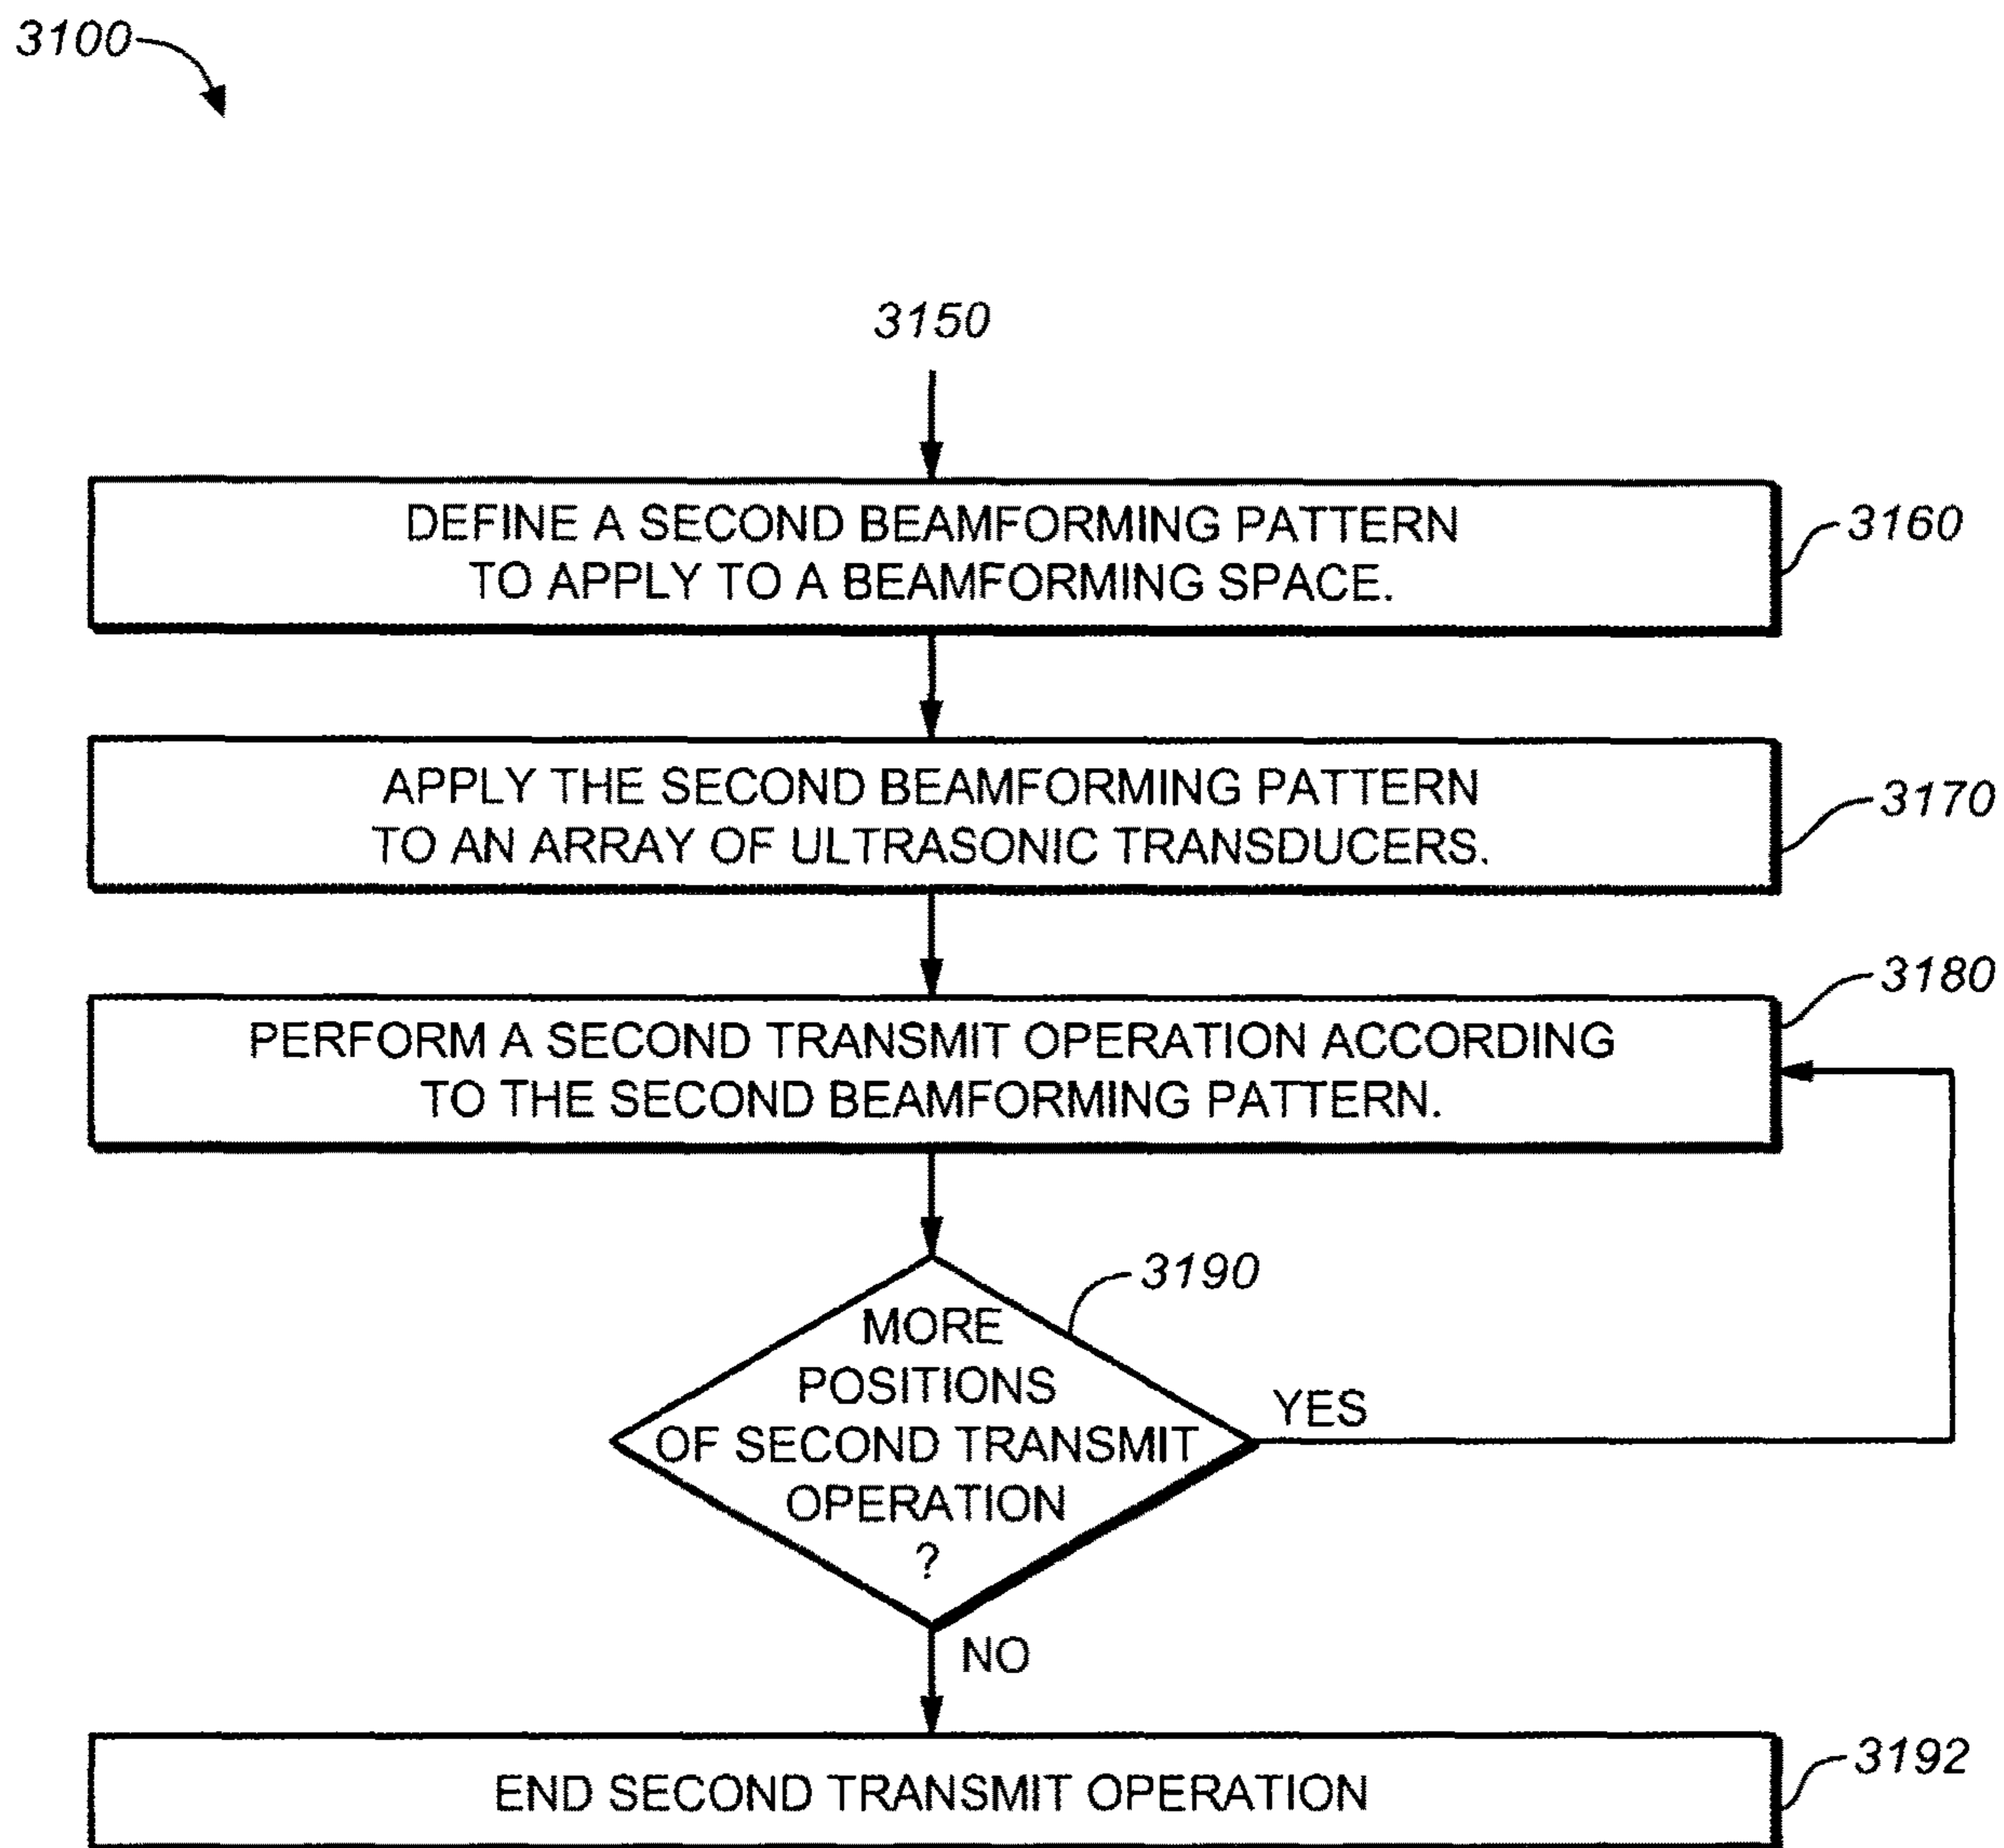 3100
3150
DEFINE A SECOND BEAMFORMING PATTERN
TO APPLY TO A BEAMFORMING SPACE.
3160
APPLY THE SECOND BEAMFORMING PATTERN
TO AN ARRAY OF ULTRASONIC TRANSDUCERS.
3170
PERFORM A SECOND TRANSMIT OPERATION ACCORDING
TO THE SECOND BEAMFORMING PATTERN.
3180
MORE
POSITIONS
OF SECOND TRANSMIT
OPERATION
?
3190
YES
NO
END SECOND TRANSMIT OPERATION
3192